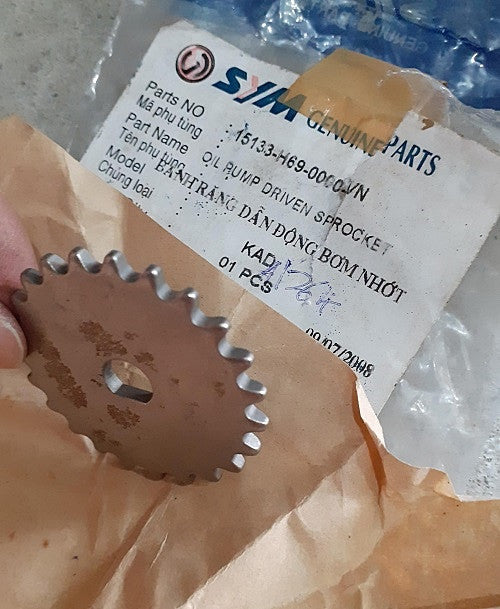 SYM GENUINE PARTS
Parts NO : 15133-H69-0000-VN
Mã phụ tùng
Part Name : OIL PUMP DRIVEN SPROCKET
Tên phụ tùng : BÁNH RĂNG DẪN ĐỘNG BƠM NHỚT
Model : KAD
Chủng loại
01 PCS
09/07/2008